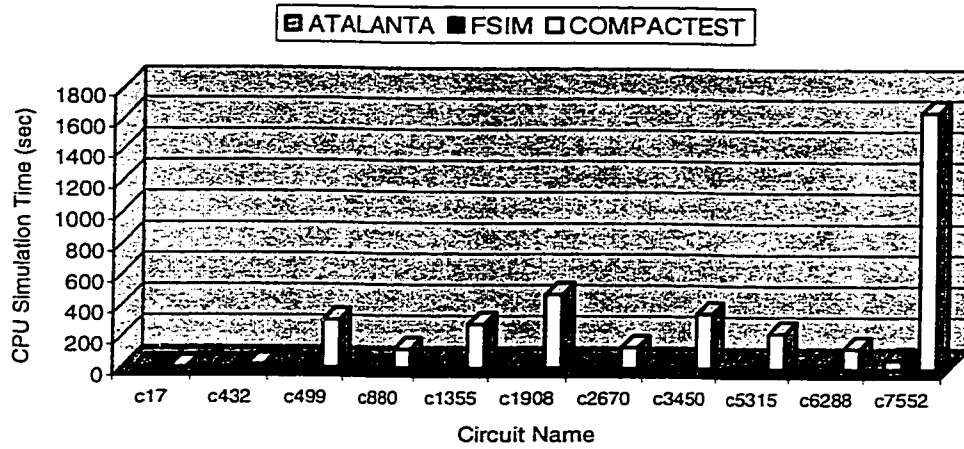 ATALANTA FSIM COMPACTEST
CPU Simulation Time (sec)
1800
1600
1400
1200
1000
800
600
400
200
0
c17 c432 c499 c880 c1355 c1908 c2670 c3450 c5315 c6288 c7552
Circuit Name